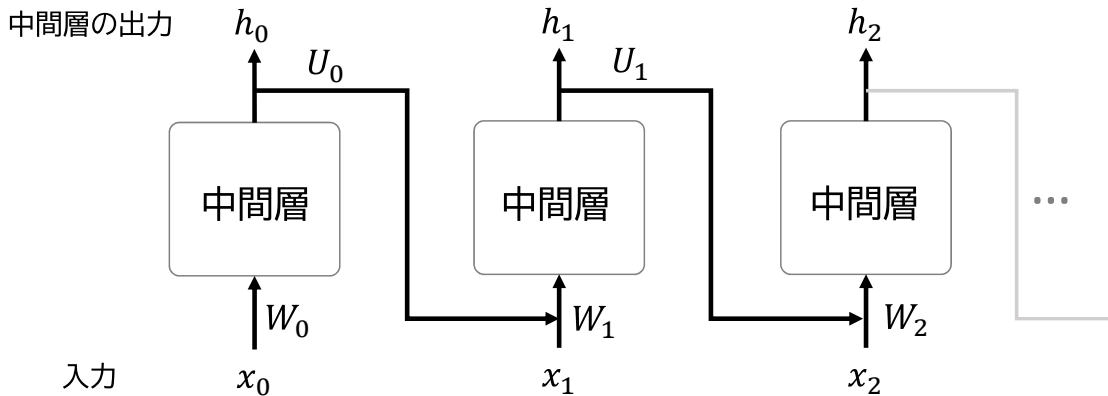 中間層の出力 h₀ h₁ h₂
U₀ U₁
中間層 中間層 中間層 …
W₀ W₁ W₂
入力 x₀ x₁ x₂